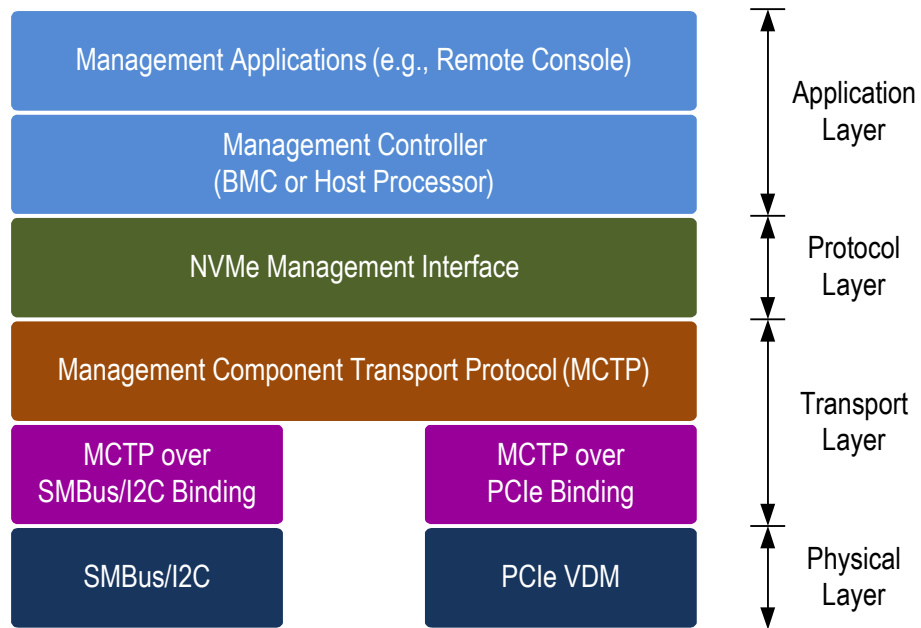 Management Applications (e.g., Remote Console)
Management Controller
(BMC or Host Processor)
Application
Layer
NVMe Management Interface
Protocol
Layer
Management Component Transport Protocol (MCTP)
MCTP over
SMBus/I2C Binding
MCTP over
PCIe Binding
Transport
Layer
SMBus/I2C
PCIe VDM
Physical
Layer